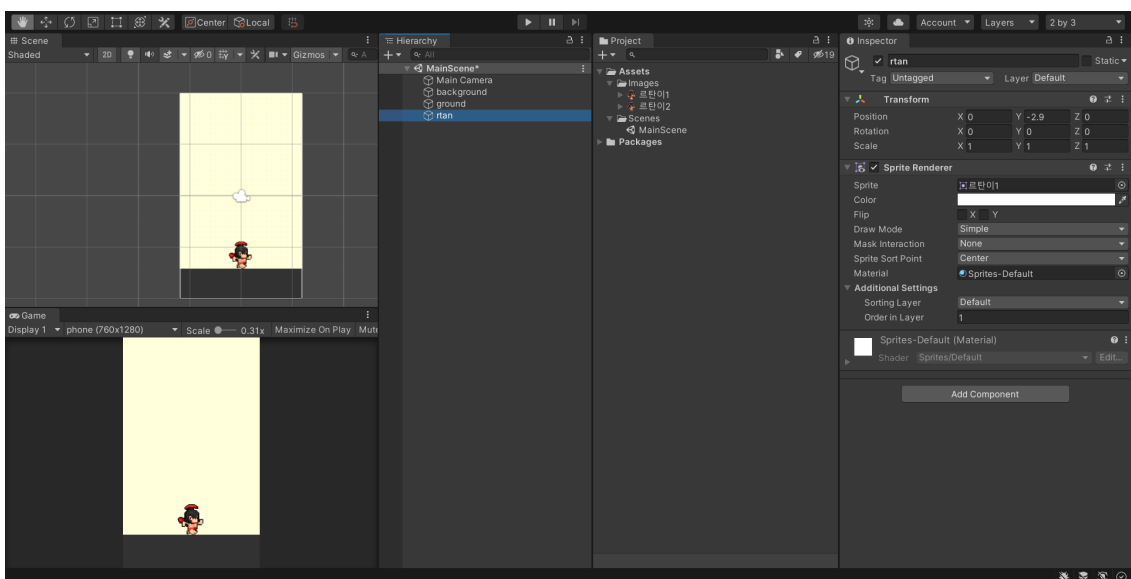 Center Local Account Layers 2 by 3
Scene
Shaded 2D 0 Gizmos A
Hierarchy
All
MainScene*
Main Camera
background
ground
rtan
Project
19
Assets
Images
르탄이1
르탄이2
Scenes
MainScene
Packages
Inspector
rtan Static
Tag Untagged Layer Default
Transform
Position X 0 Y -2.9 Z 0
Rotation X 0 Y 0 Z 0
Scale X 1 Y 1 Z 1
Sprite Renderer
Sprite 르탄이1
Color
Flip X Y
Draw Mode Simple
Mask Interaction None
Sprite Sort Point Center
Material Sprites-Default
Additional Settings
Sorting Layer Default
Order in Layer 1
Sprites-Default (Material)
Shader Sprites/Default Edit...
Add Component
Game
Display 1 phone (760x1280) Scale 0.31x Maximize On Play Mute